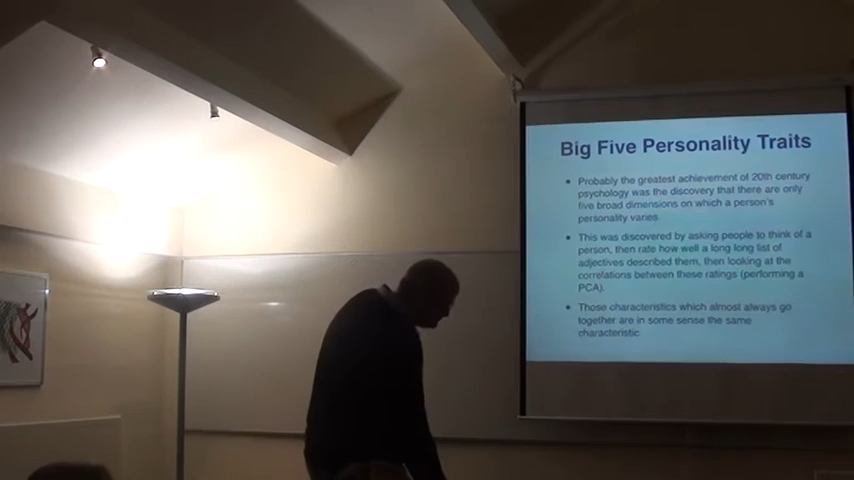 Big Five Personality Traits
• Probably the greatest achievement of 20th century
psychology was the discovery that there are only
five broad dimensions on which a person's
personality varies.
• This was discovered by asking people to think of a
person, then rate how well a long long list of
adjectives described them, then looking at the
correlations between these ratings (performing a
PCA).
• Those characteristics which almost always go
together are in some sense the same
characteristic